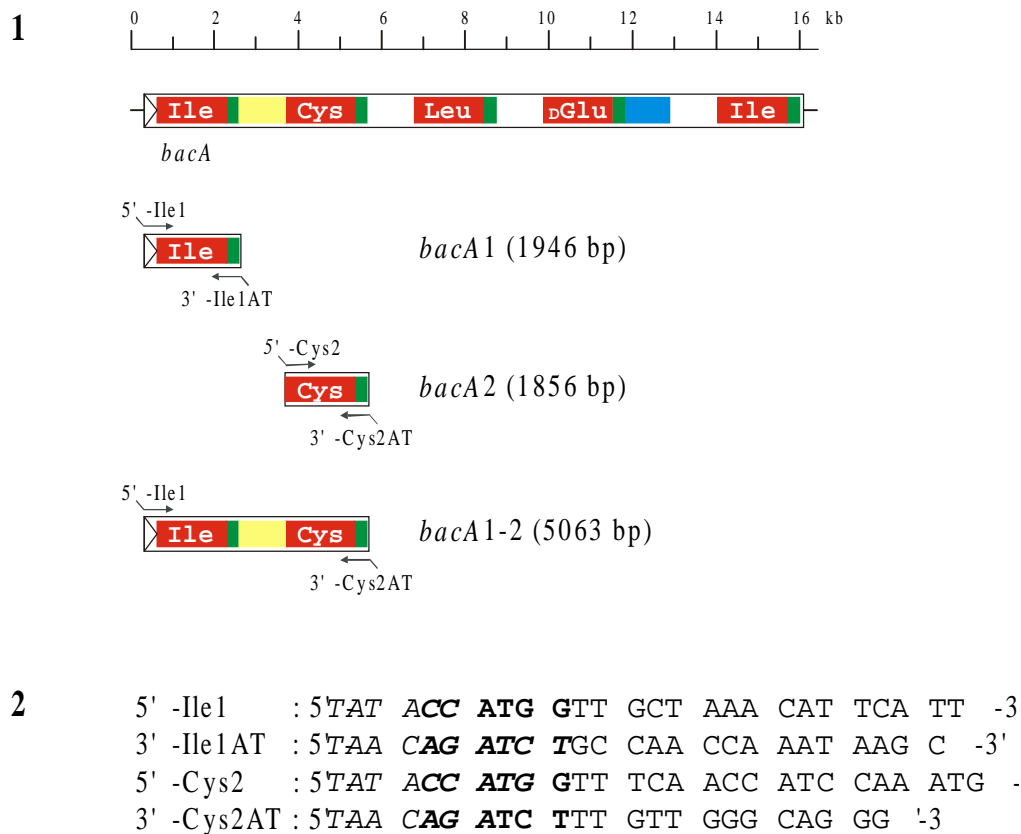 1
0 2 4 6 8 10 12 14 16 kb
Ile Cys Leu DGlu Ile
bacA
5' -Ile1
Ile
bacA1 (1946 bp)
3' -Ile1AT
5' -Cys2
Cys
bacA2 (1856 bp)
3' -Cys2AT
5' -Ile1
Ile Cys
bacA1-2 (5063 bp)
3' -Cys2AT
2
5' -Ile1 : 5'TAT ACC ATG GTT GCT AAA CAT TCA TT -3
3' -Ile1AT : 5'TAA CAG ATC TGC CAA CCA AAT AAG C -3'
5' -Cys2 : 5'TAT ACC ATG GTT TCA ACC ATC CAA ATG -
3' -Cys2AT : 5'TAA CAG ATC TTT GTT GGG CAG GG '-3